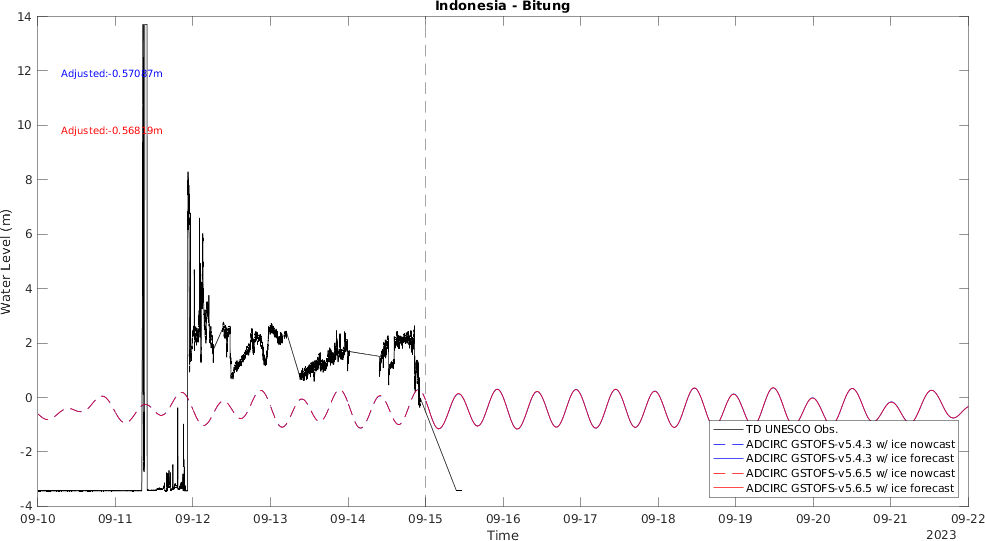 Indonesia - Bitung
14
12
10
8
6
4
2
0
-2
-4
Water Level (m)
Adjusted:-0.57087m
Adjusted:-0.56819m
TD UNESCO Obs.
ADCIRC GSTOFS-v5.4.3 w/ ice nowcast
ADCIRC GSTOFS-v5.4.3 w/ ice forecast
ADCIRC GSTOFS-v5.6.5 w/ ice nowcast
ADCIRC GSTOFS-v5.6.5 w/ ice forecast
09-10 09-11 09-12 09-13 09-14 09-15 09-16 09-17 09-18 09-19 09-20 09-21 09-22
Time
2023